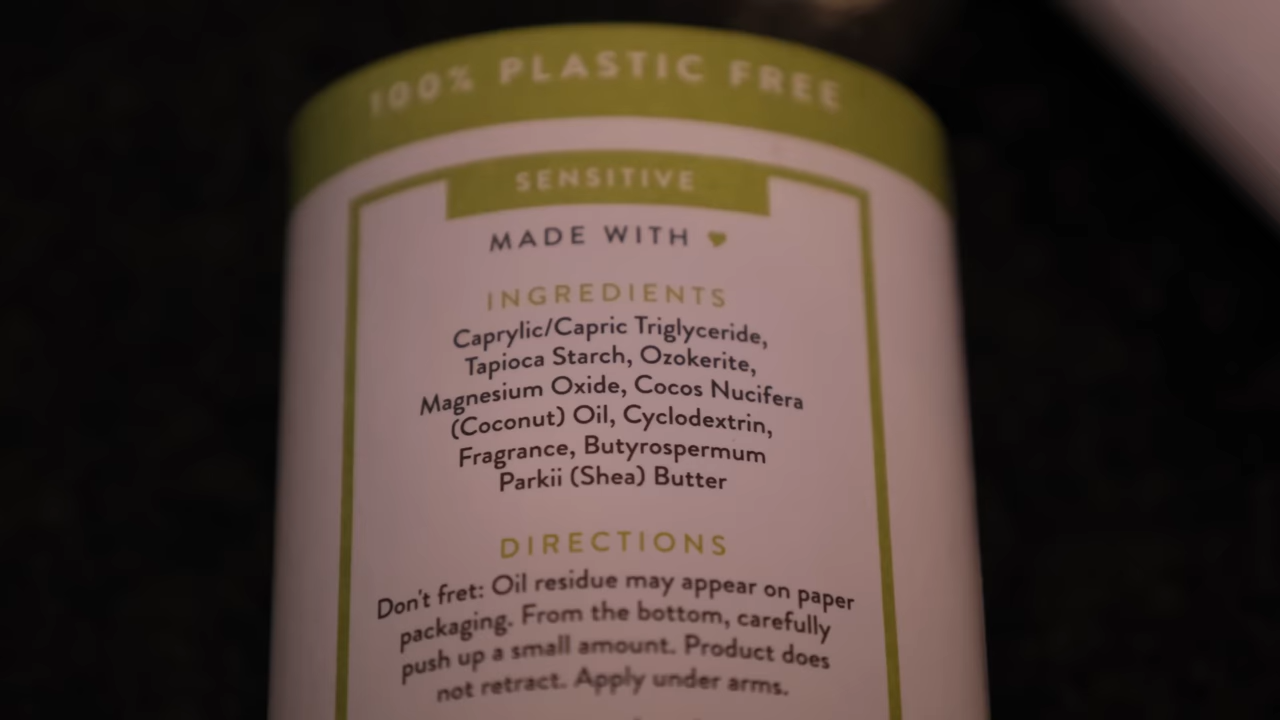 100% PLASTIC FREE
SENSITIVE
MADE WITH
INGREDIENTS
Caprylic/Capric Triglyceride,
Tapioca Starch, Ozokerite,
Magnesium Oxide, Cocos Nucifera
(Coconut) Oil, Cyclodextrin,
Fragrance, Butyrospermum
Parkii (Shea) Butter
DIRECTIONS
Don't fret: Oil residue may appear on paper
packaging. From the bottom, carefully
push up a small amount. Product does
not retract. Apply under arms.